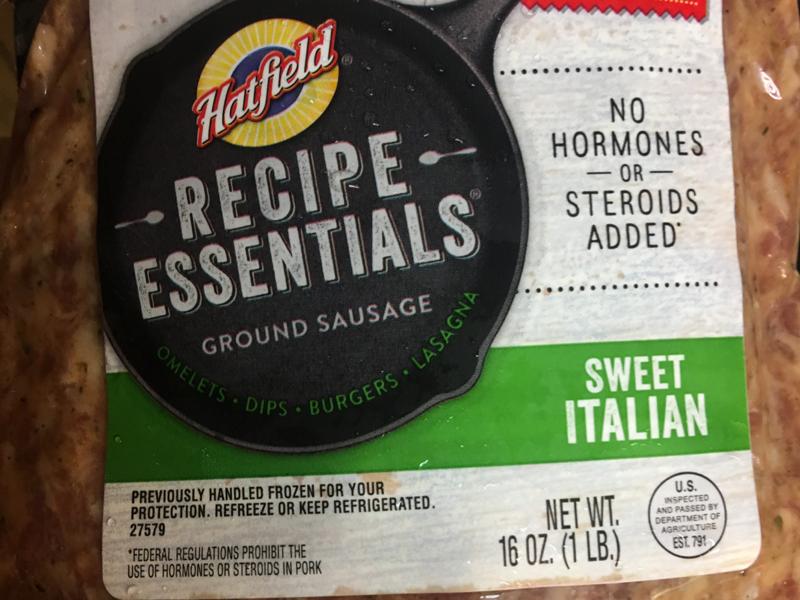 Hatfield®
RECIPE
ESSENTIALS®
GROUND SAUSAGE
OMELETS • DIPS • BURGERS • LASAGNA
NO
HORMONES
— OR —
STEROIDS
ADDED*
SWEET
ITALIAN
PREVIOUSLY HANDLED FROZEN FOR YOUR
PROTECTION. REFREEZE OR KEEP REFRIGERATED.
27579
*FEDERAL REGULATIONS PROHIBIT THE
USE OF HORMONES OR STEROIDS IN PORK
NET WT.
16 OZ. (1 LB.)
U.S.
INSPECTED
AND PASSED BY
DEPARTMENT OF
AGRICULTURE
EST. 791